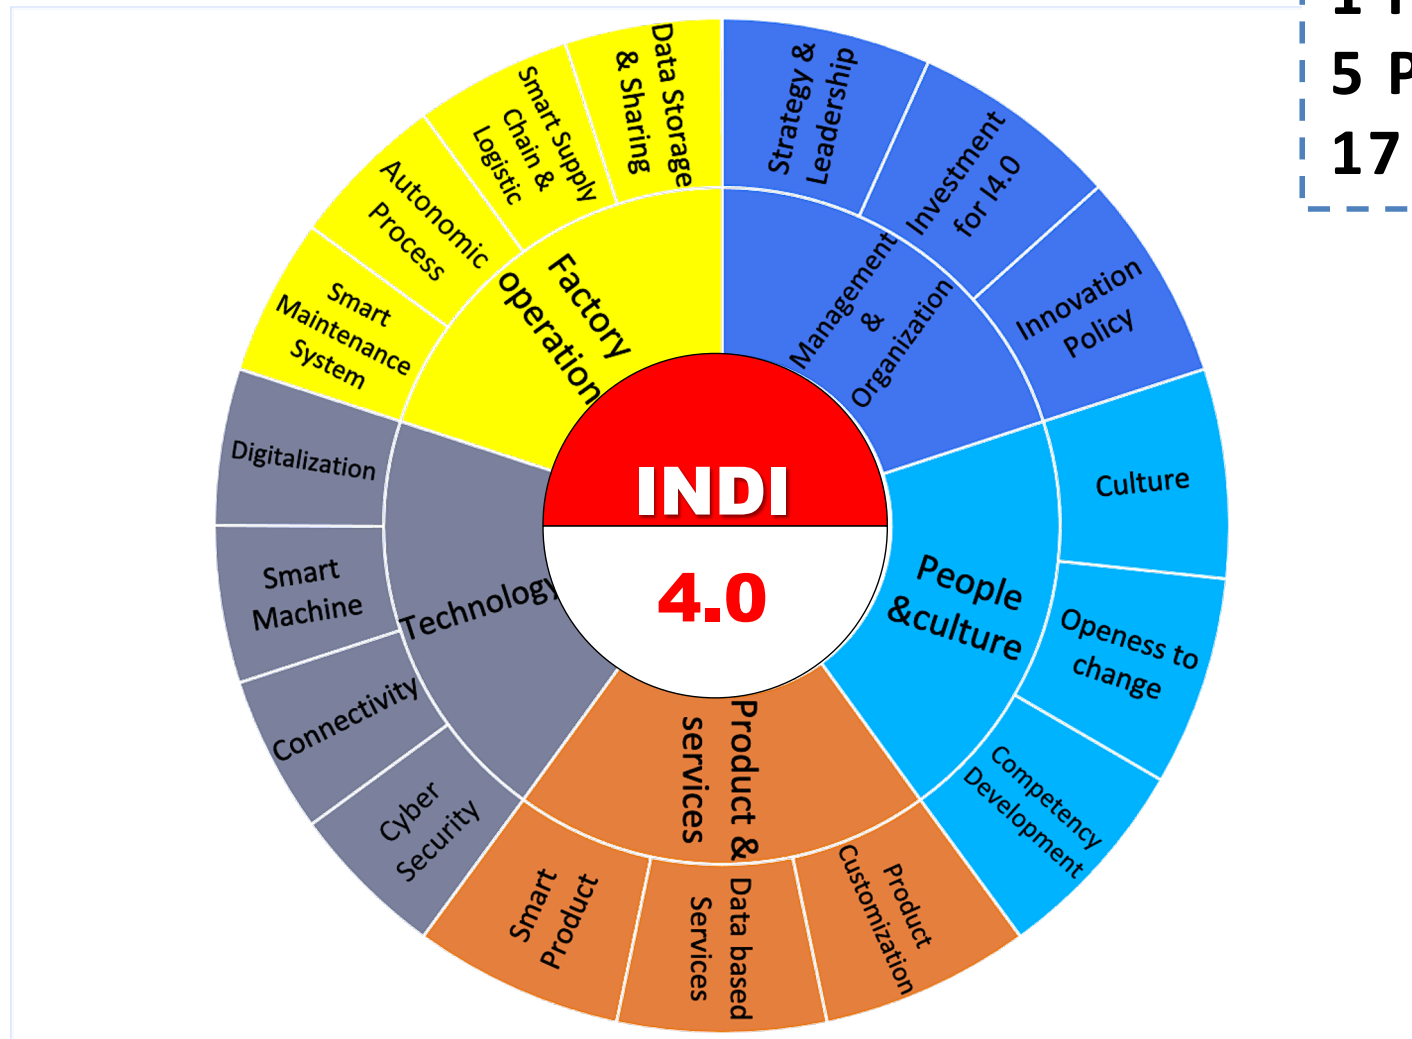 1
5 P
17
Data Storage
& Sharing
Smart Supply
Chain &
Logistic
Autonomic
Process
Smart
Maintenance
System
Factory
operation
Strategy &
Leadership
Investment
for I4.0
Innovation
Policy
Management
&
Organization
Culture
Openess to
change
Competency
Development
People
&culture
Product
Customization
Data based
Services
Smart
Product
Product &
services
Cyber
Security
Connectivity
Smart
Machine
Digitalization
Technology
INDI
4.0